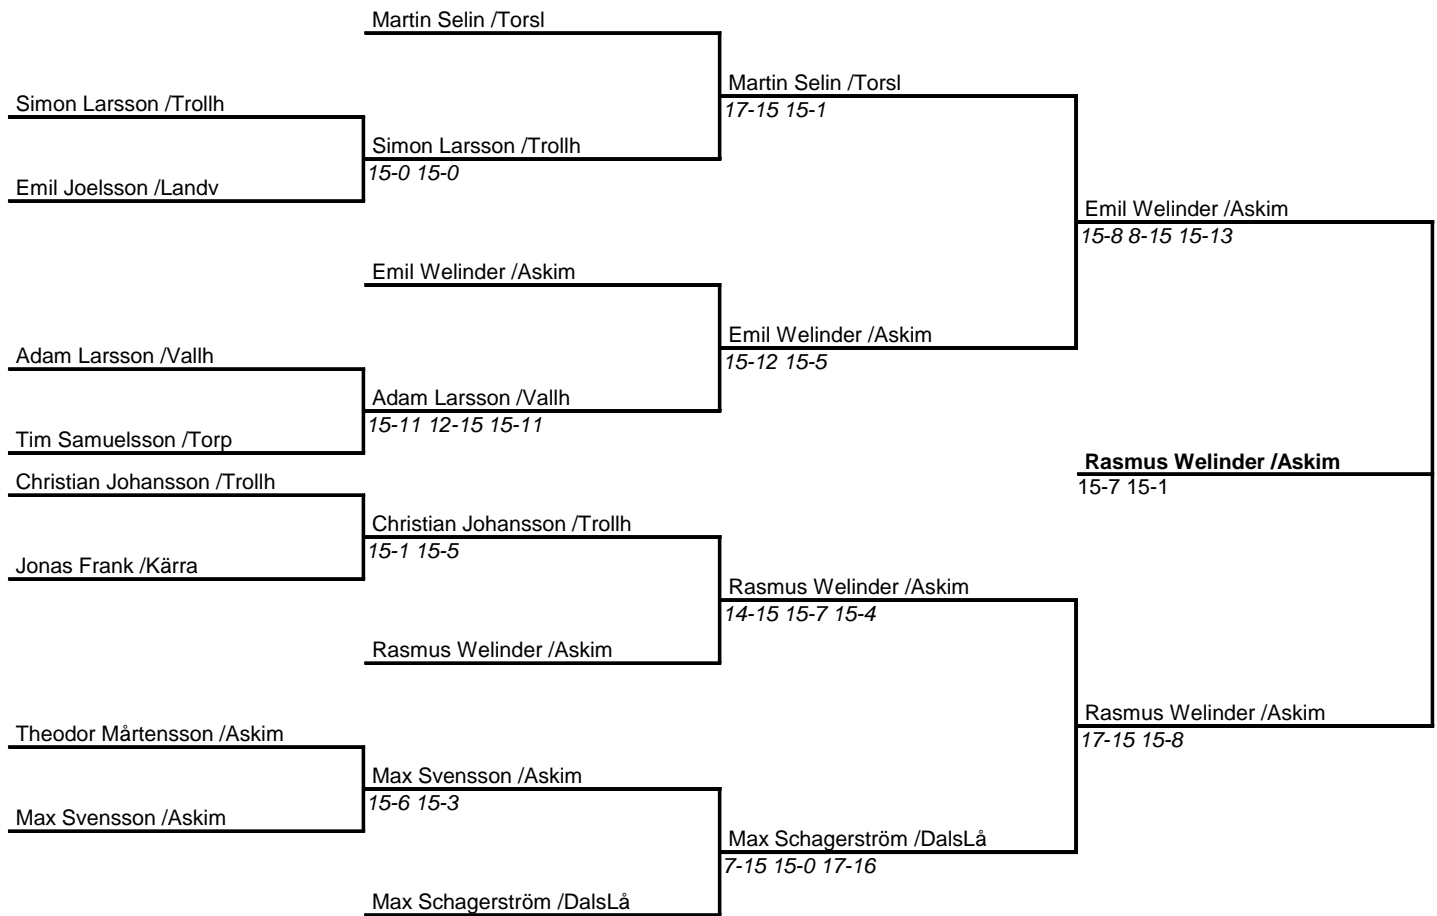 Martin Selin /Torsl
Martin Selin /Torsl
Simon Larsson /Trollh
17-15 15-1
Simon Larsson /Trollh
15-0 15-0
Emil Joelsson /Landv
Emil Welinder /Askim
15-8 8-15 15-13
Emil Welinder /Askim
Emil Welinder /Askim
Adam Larsson /Vallh
15-12 15-5
Adam Larsson /Vallh
15-11 12-15 15-11
Tim Samuelsson /Torp
Rasmus Welinder /Askim
Christian Johansson /Trollh
15-7 15-1
Christian Johansson /Trollh
15-1 15-5
Jonas Frank /Kärra
Rasmus Welinder /Askim
14-15 15-7 15-4
Rasmus Welinder /Askim
Rasmus Welinder /Askim
Theodor Mårtensson /Askim
17-15 15-8
Max Svensson /Askim
15-6 15-3
Max Svensson /Askim
Max Schagerström /DalsLå
7-15 15-0 17-16
Max Schagerström /DalsLå